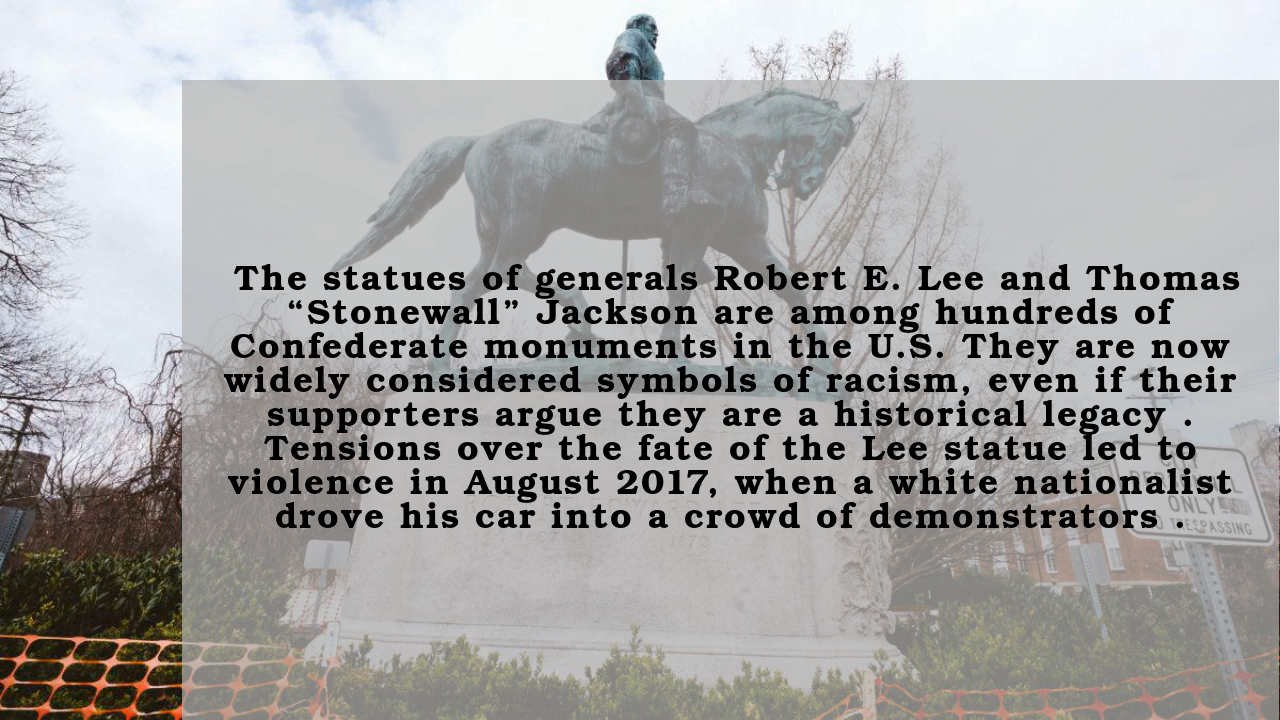 The statues of generals Robert E. Lee and Thomas
“Stonewall” Jackson are among hundreds of
Confederate monuments in the U.S. They are now
widely considered symbols of racism, even if their
supporters argue they are a historical legacy .
Tensions over the fate of the Lee statue led to
violence in August 2017, when a white nationalist
drove his car into a crowd of demonstrators .
ONLY
TRESPASSING